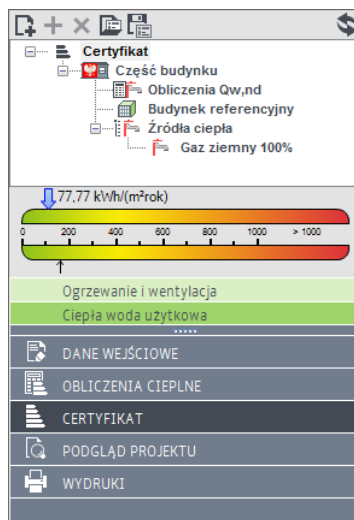 Certyfikat
Część budynku
Obliczenia Qw,nd
Budynek referencyjny
Źródła ciepła
Gaz ziemny 100%
77,77 kWh/(m²rok)
0 200 400 600 800 1000 > 1000
Ogrzewanie i wentylacja
Ciepła woda użytkowa
DANE WEJŚCIOWE
OBLICZENIA CIEPLNE
CERTYFIKAT
PODGLĄD PROJEKTU
WYDRUKI